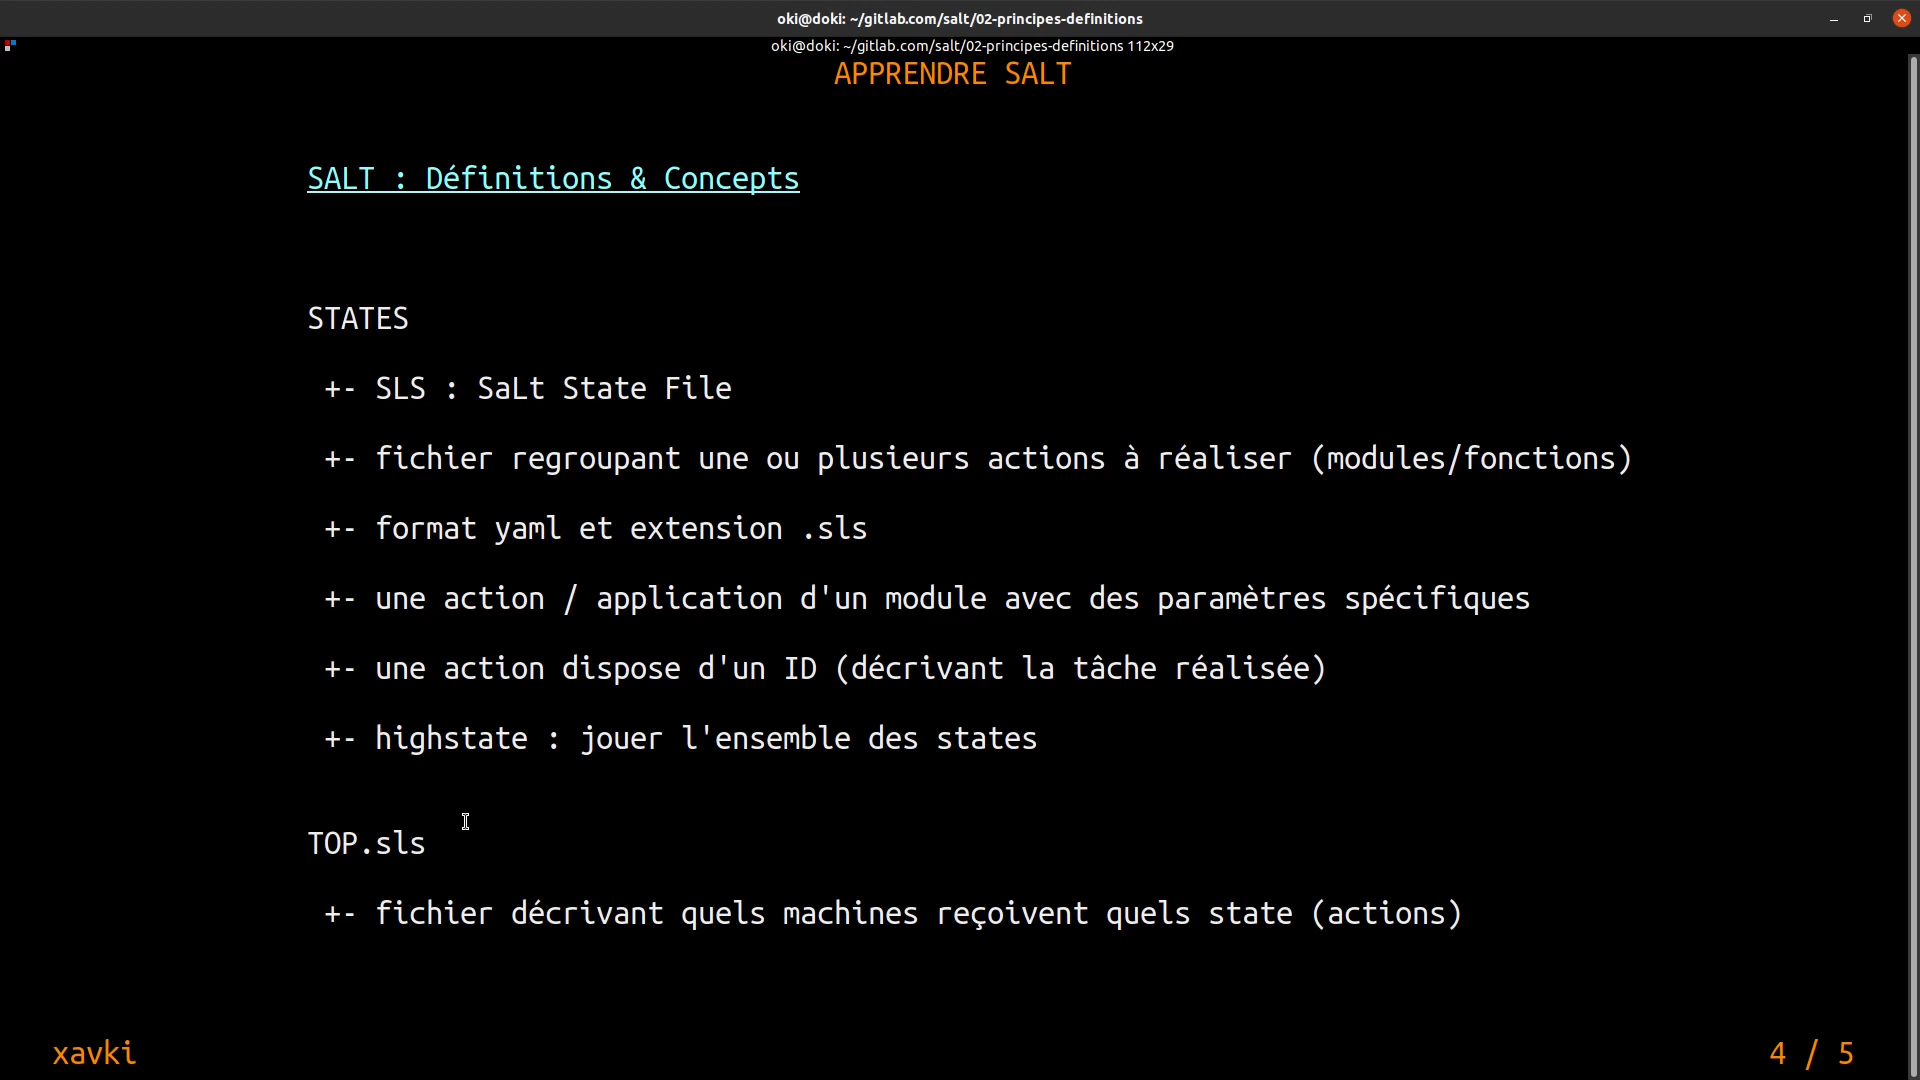 oki@doki: ~/gitlab.com/salt/02-principes-definitions
oki@doki: ~/gitlab.com/salt/02-principes-definitions 112x29
APPRENDRE SALT
SALT : Définitions & Concepts
STATES
+- SLS : SaLt State File
+- fichier regroupant une ou plusieurs actions à réaliser (modules/fonctions)
+- format yaml et extension .sls
+- une action / application d'un module avec des paramètres spécifiques
+- une action dispose d'un ID (décrivant la tâche réalisée)
+- highstate : jouer l'ensemble des states
TOP.sls
+- fichier décrivant quels machines reçoivent quels state (actions)
xavki
4 / 5